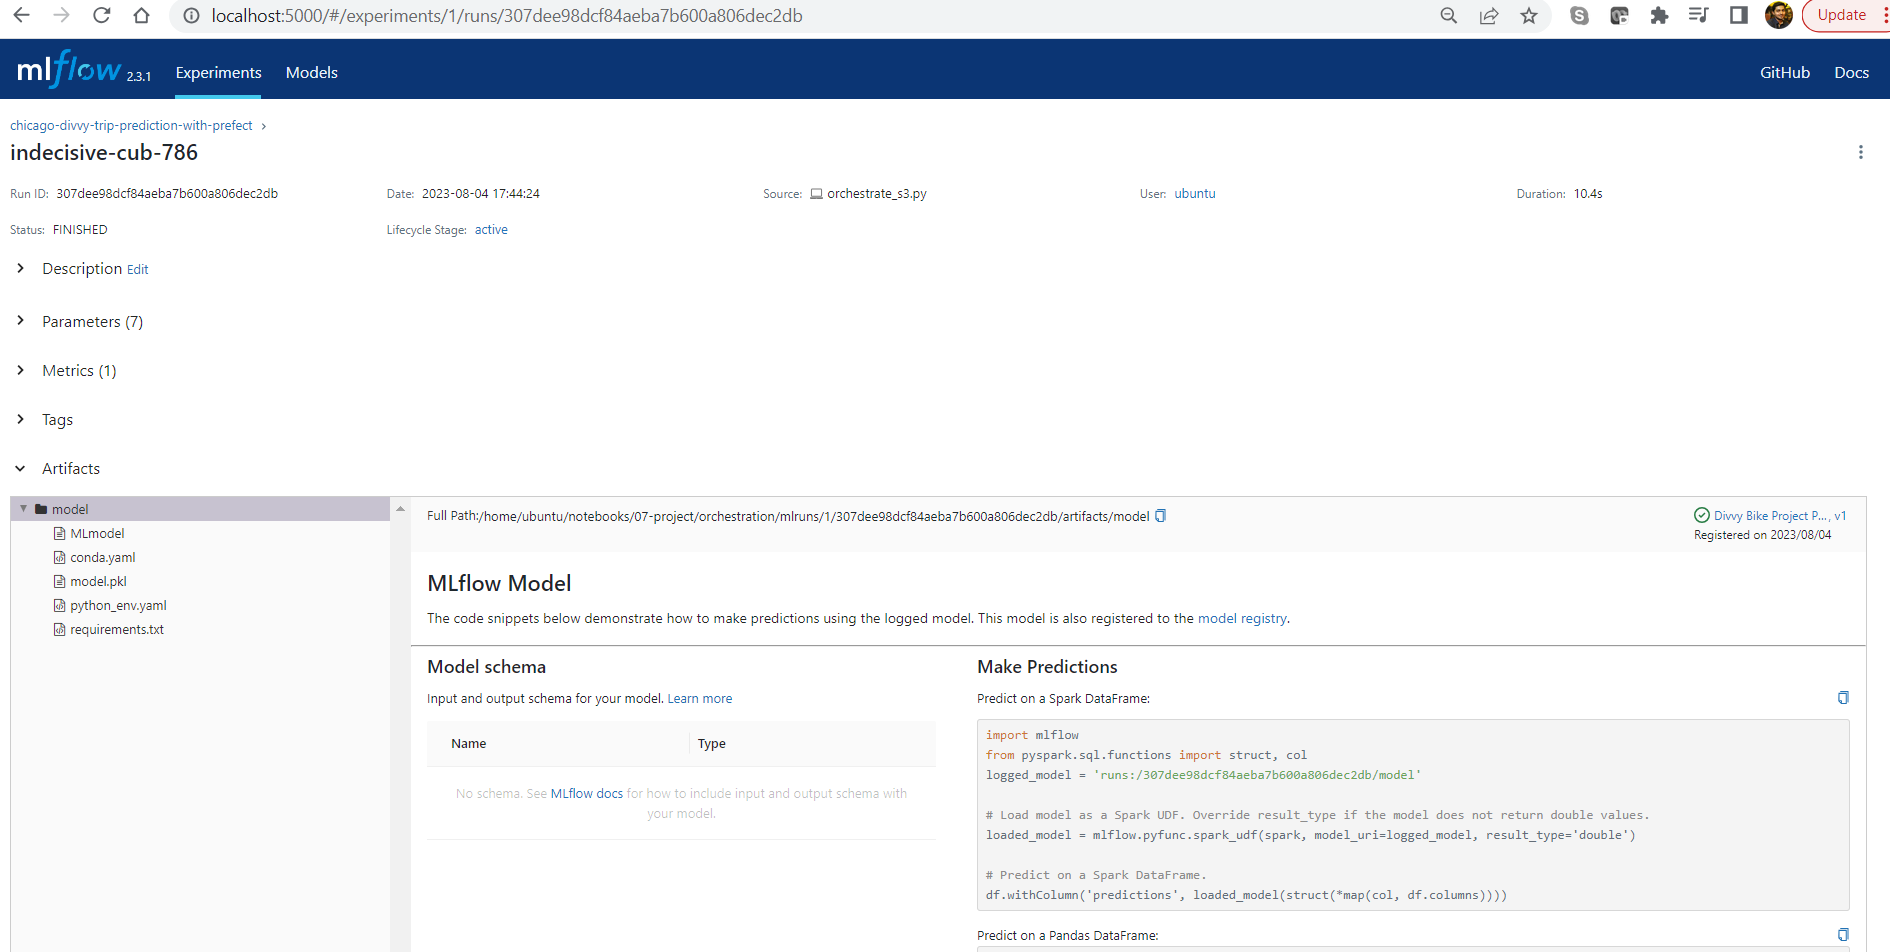 localhost:5000/#/experiments/1/runs/307dee98dcf84aeba7b600a806dec2db
Update
mlflow 2.3.1 Experiments Models GitHub Docs
chicago-divvy-trip-prediction-with-prefect ›
indecisive-cub-786
Run ID: 307dee98dcf84aeba7b600a806dec2db Date: 2023-08-04 17:44:24 Source: orchestrate_s3.py User: ubuntu Duration: 10.4s
Status: FINISHED Lifecycle Stage: active
Description Edit
Parameters (7)
Metrics (1)
Tags
Artifacts
model
MLmodel
conda.yaml
model.pkl
python_env.yaml
requirements.txt
Full Path:/home/ubuntu/notebooks/07-project/orchestration/mlruns/1/307dee98dcf84aeba7b600a806dec2db/artifacts/model
Divvy Bike Project P..., v1
Registered on 2023/08/04
MLflow Model
The code snippets below demonstrate how to make predictions using the logged model. This model is also registered to the model registry.
Model schema
Input and output schema for your model. Learn more
Name Type
No schema. See MLflow docs for how to include input and output schema with
your model.
Make Predictions
Predict on a Spark DataFrame:
import mlflow
from pyspark.sql.functions import struct, col
logged_model = 'runs:/307dee98dcf84aeba7b600a806dec2db/model'
# Load model as a Spark UDF. Override result_type if the model does not return double values.
loaded_model = mlflow.pyfunc.spark_udf(spark, model_uri=logged_model, result_type='double')
# Predict on a Spark DataFrame.
df.withColumn('predictions', loaded_model(struct(*map(col, df.columns))))
Predict on a Pandas DataFrame: